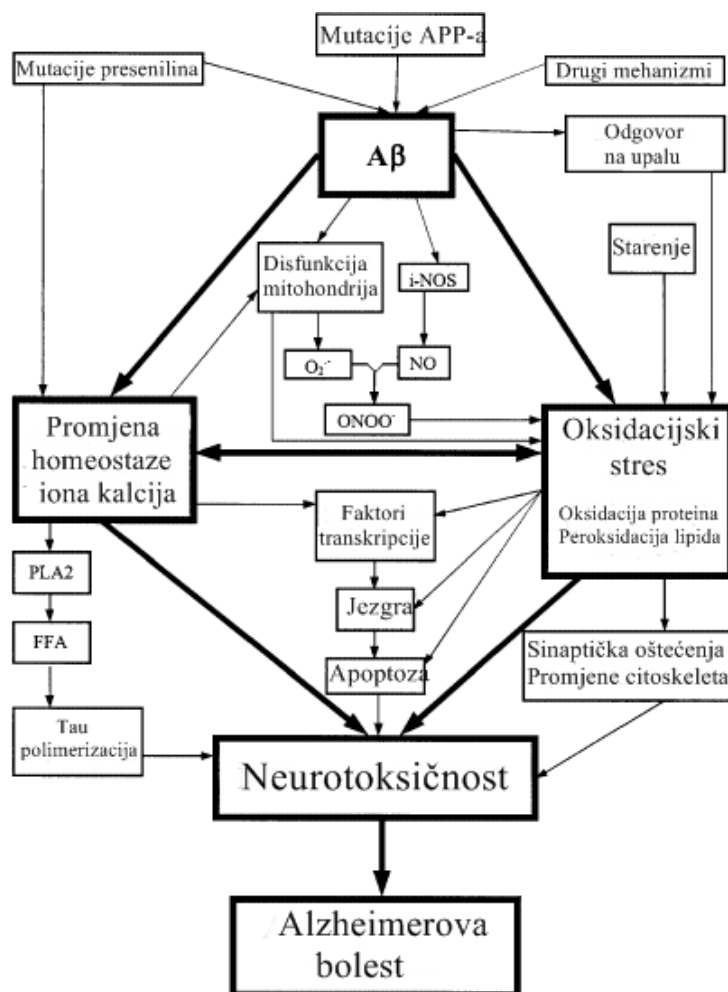 Mutacije APP-a
Mutacije presenilina
Drugi mehanizmi
Aβ
Odgovor
na upalu
Disfunkcija
mitohondrija
i-NOS
Starenje
O₂˙⁻
NO
ONOO⁻
Promjena
homeostaze
iona kalcija
Oksidacijski
stres
Oksidacija proteina
Peroksidacija lipida
Faktori
transkripcije
PLA2
Jezgra
FFA
Apoptoza
Sinaptička oštećenja
Promjene citoskeleta
Tau
polimerizacija
Neurotoksičnost
Alzheimerova
bolest